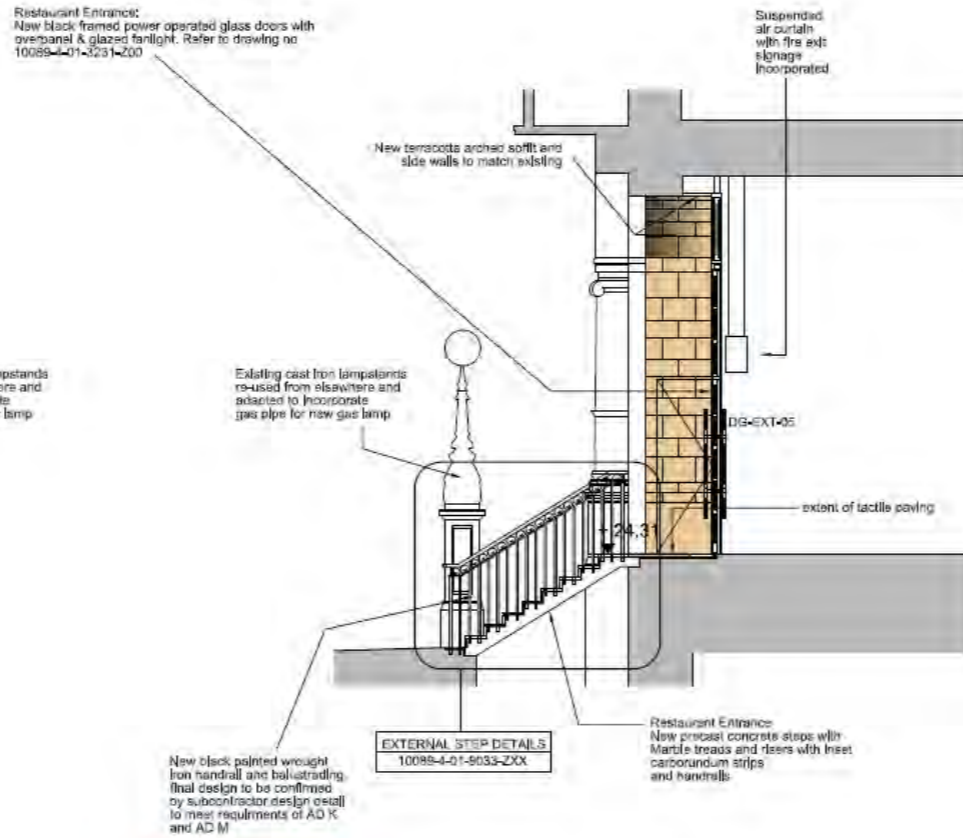 Restaurant Entrance:
New black framed power operated glass doors with
overpanel & glazed fanlight. Refer to drawing no
10089-4-01-3231-Z00
Suspended
air curtain
with fire exit
signage
incorporated
New terracotta arched soffit and
side walls to match existing
lampstands
ere and
te
lamp
Existing cast iron lampstands
re-used from elsewhere and
adapted to incorporate
gas pipe for new gas lamp
DG-EXT-05
extent of tactile paving
+ 24,31
New black painted wrought
iron handrail and ballustrading
final design to be confirmed
by subcontractor design detail
to meet requirments of AD K
and AD M
EXTERNAL STEP DETAILS
10089-4-01-9033-ZXX
Restaurant Entrance
New precast concrete steps with
Marble treads and risers with inset
carborundum strips
and handrails